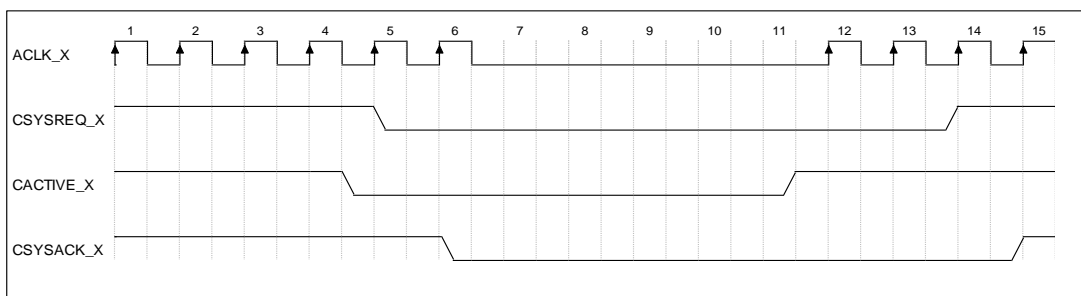 1 2 3 4 5 6 7 8 9 10 11 12 13 14 15
ACLK_X
CSYSREQ_X
CACTIVE_X
CSYSACK_X